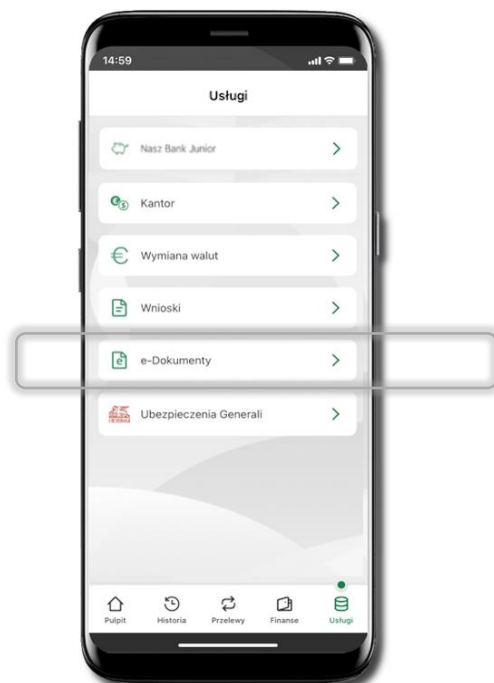 14:59
Usługi
Nasz Bank Junior
Kantor
Wymiana walut
Wnioski
e-Dokumenty
Ubezpieczenia Generali
Pulpit Historia Przelewy Finanse Usługi